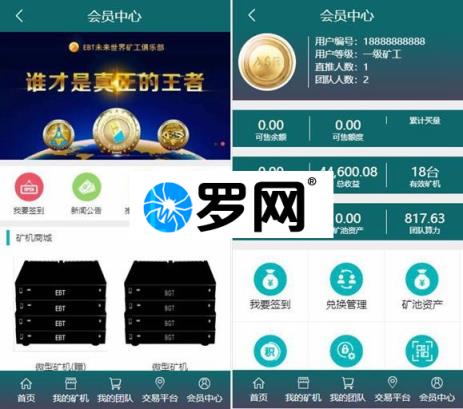 会员中心
EBT未来世界矿工俱乐部
谁才是真正的王者
我要签到
新闻公告
矿机商城
EBT
BGT
微型矿机(赠)
微型矿机
首页
我的矿机
我的团队
交易平台
会员中心
罗网®
会员中心
用户编号：18888888888
用户等级：一级矿工
直推人数：1
团队人数：2
0.00
可售余额
0.00
可售额度
累计买量
0.00
,600.08
总收益
18台
有效矿机
0.00
矿池资产
817.63
团队算力
我要签到
兑换管理
矿池资产
积
首页
我的矿机
我的团队
交易平台
会员中心